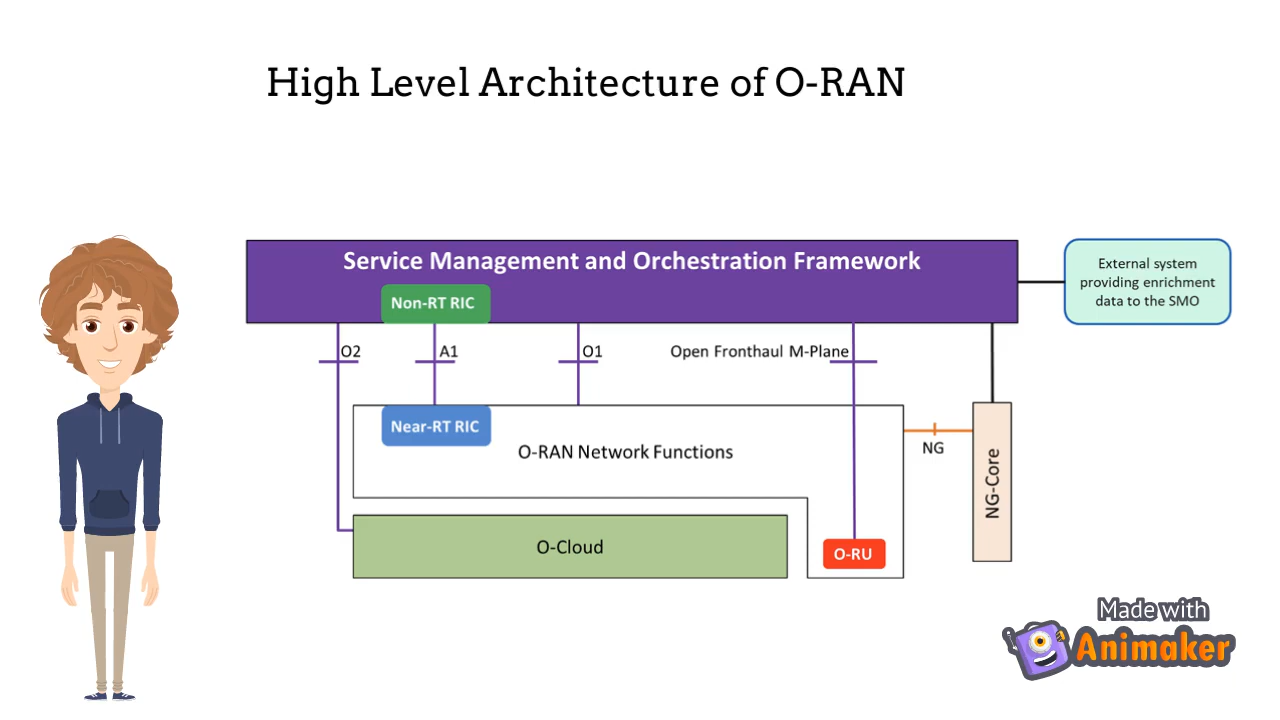 High Level Architecture of O-RAN
Service Management and Orchestration Framework
Non-RT RIC
External system
providing enrichment
data to the SMO
O2
A1
O1
Open Fronthaul M-Plane
Near-RT RIC
O-RAN Network Functions
NG
NG-Core
O-Cloud
O-RU
Made with
Animaker